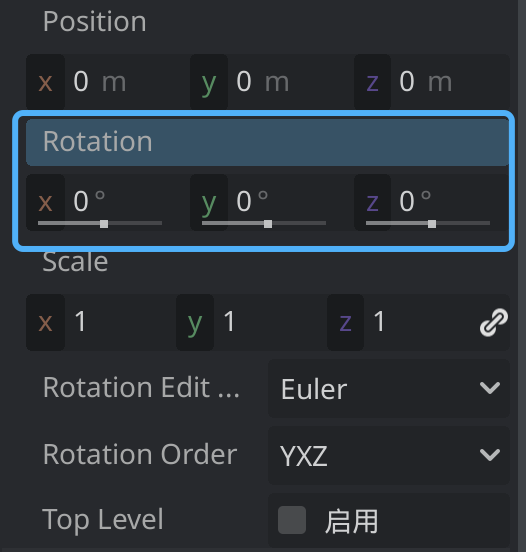 Position
x 0 m y 0 m z 0 m
Rotation
x 0° y 0° z 0°
Scale
x 1 y 1 z 1
Rotation Edit ... Euler
Rotation Order YXZ
Top Level 启用